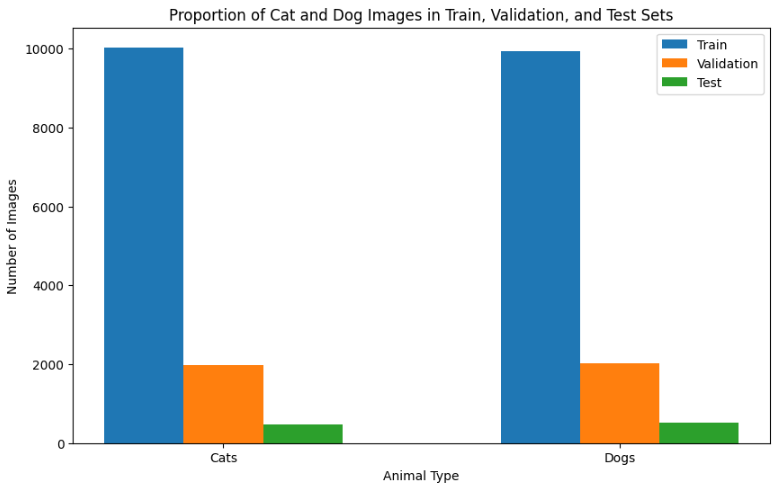 Proportion of Cat and Dog Images in Train, Validation, and Test Sets
Train
Validation
Test
Number of Images
10000
8000
6000
4000
2000
0
Cats
Dogs
Animal Type